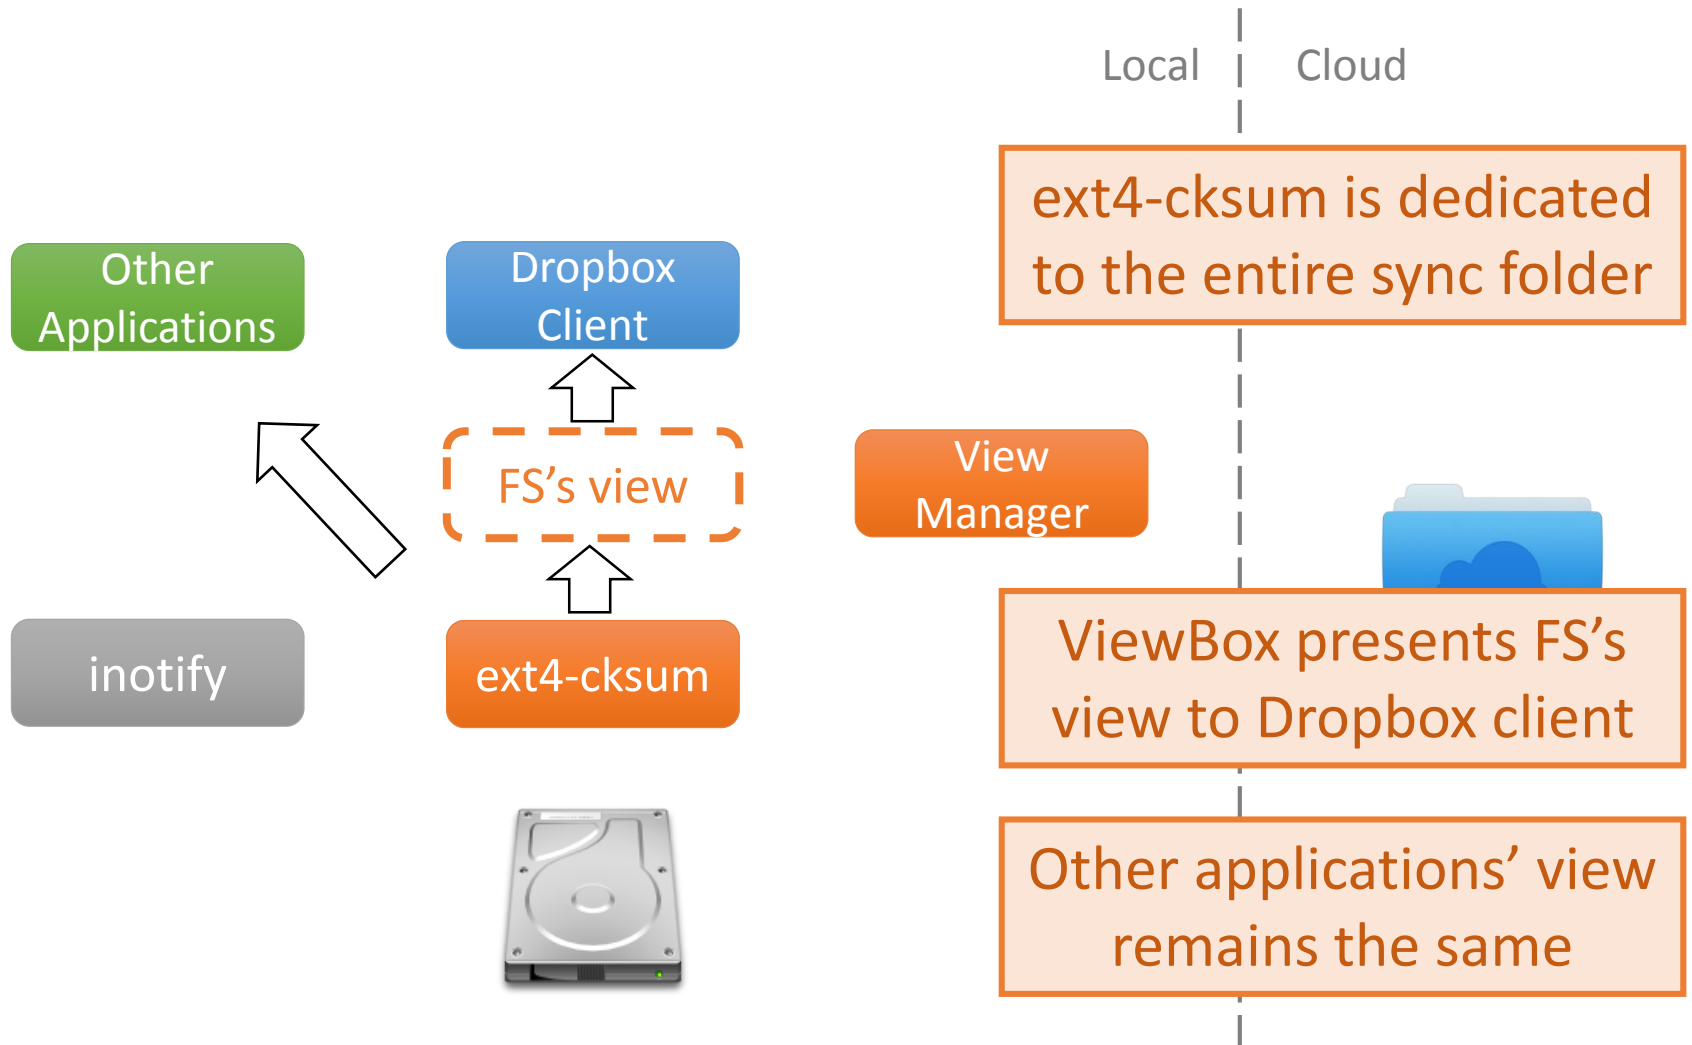 Local
Cloud
ext4-cksum is dedicated
to the entire sync folder
Other
Applications
Dropbox
Client
FS’s view
View
Manager
inotify
ext4-cksum
ViewBox presents FS’s
view to Dropbox client
Other applications’ view
remains the same